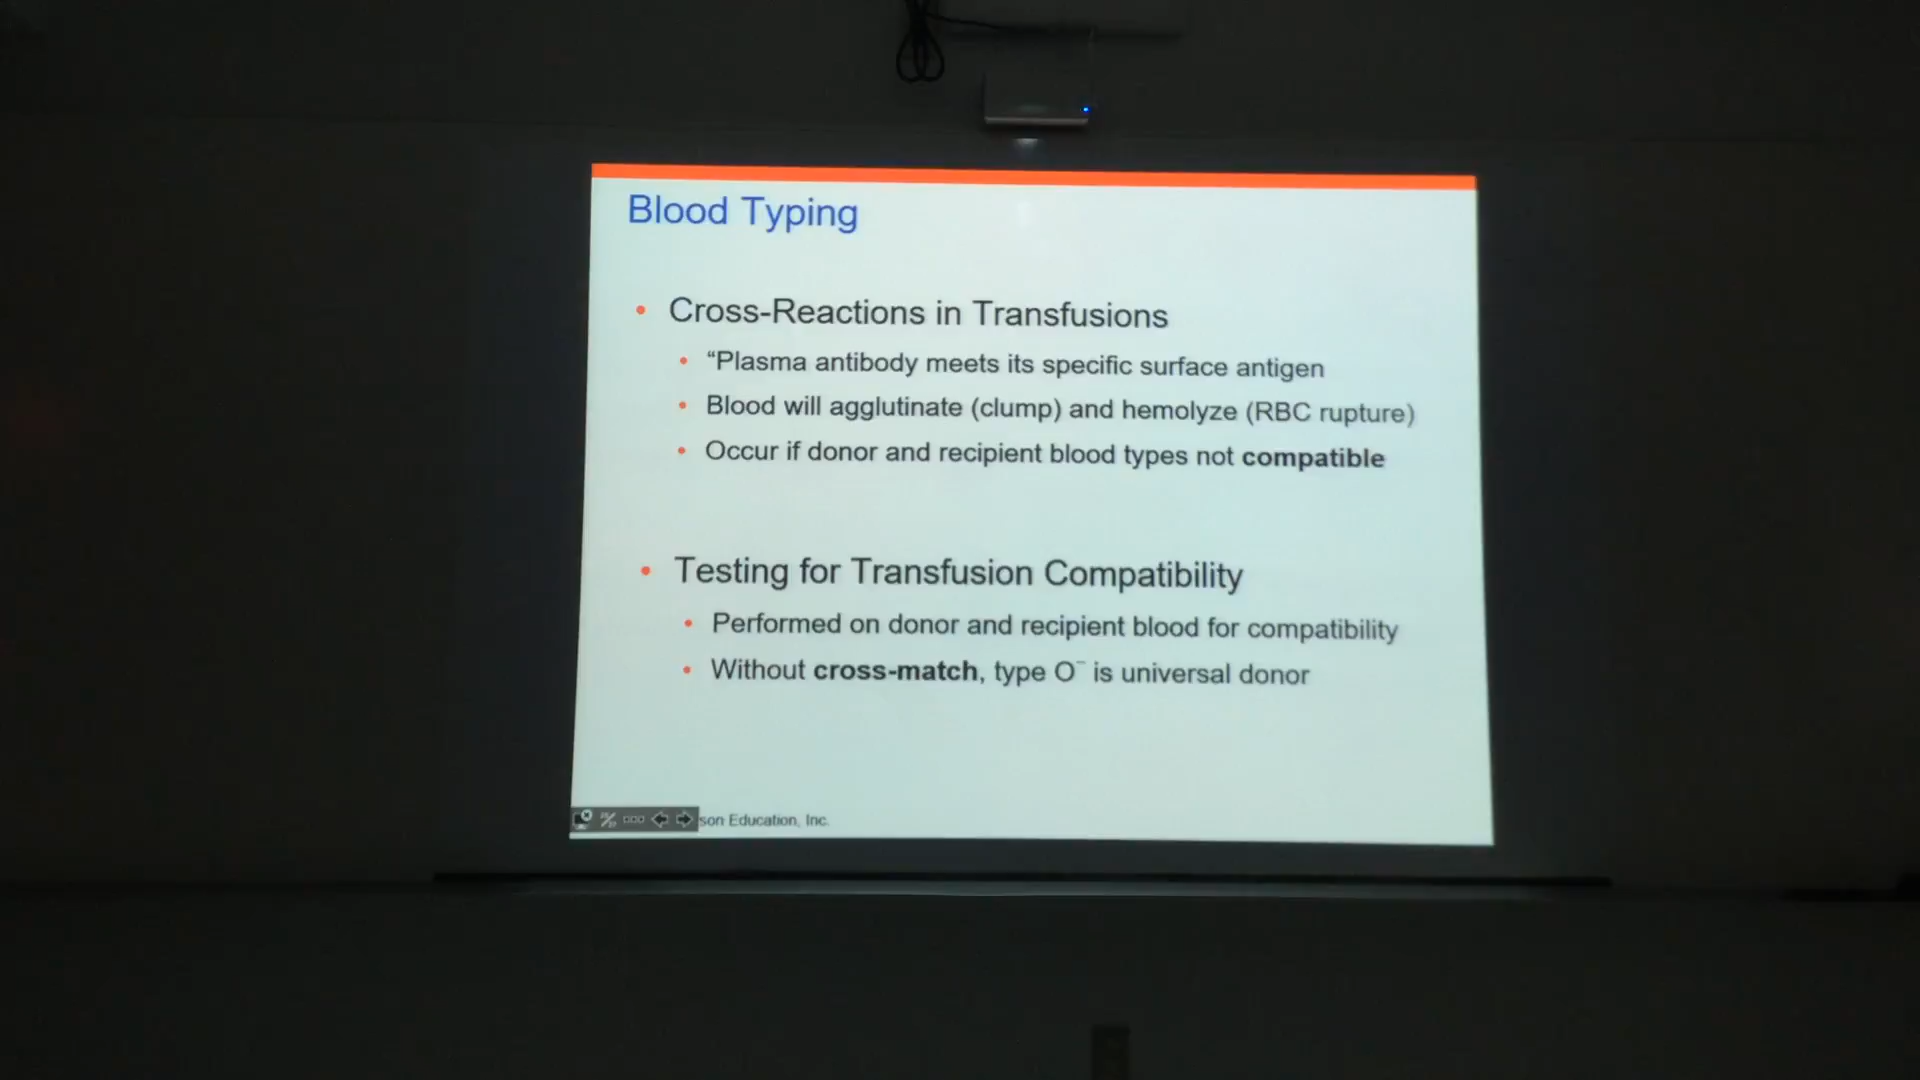 Blood Typing
• Cross-Reactions in Transfusions
• “Plasma antibody meets its specific surface antigen
• Blood will agglutinate (clump) and hemolyze (RBC rupture)
• Occur if donor and recipient blood types not compatible
• Testing for Transfusion Compatibility
• Performed on donor and recipient blood for compatibility
• Without cross-match, type O⁻ is universal donor
son Education, Inc.